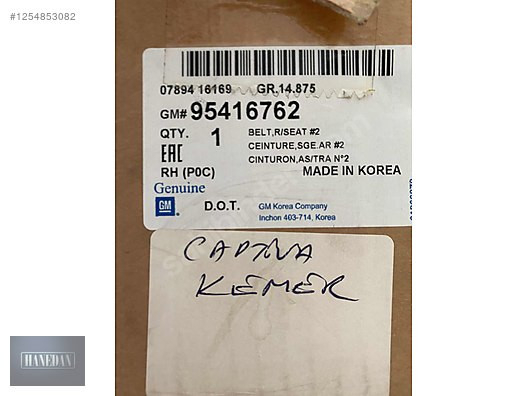 #1254853082
07894 16169 GR.14.875
GM# 95416762
QTY. 1 BELT,R/SEAT #2
CEINTURE,SGE.AR #2
EAC CINTURON,AS/TRA N°2
RH (P0C) MADE IN KOREA
Genuine
GM D.O.T. GM Korea Company
Inchon 403-714, Korea
CAPTIVA
KEMER
HANEDAN